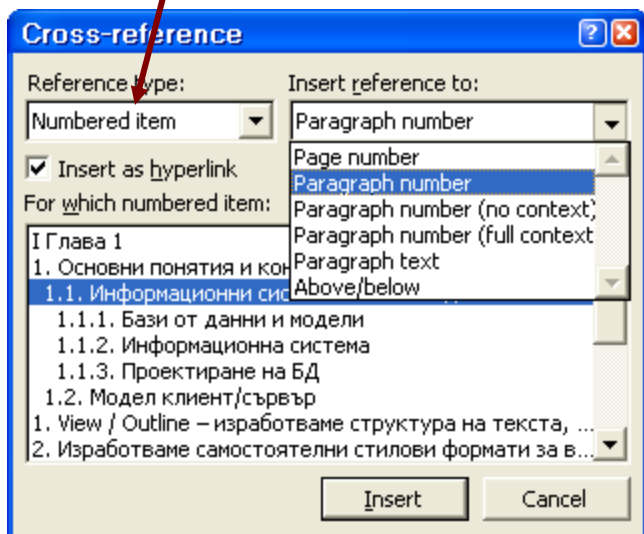 Cross-reference
Reference type:
Insert reference to:
Numbered item
Paragraph number
Insert as hyperlink
Page number
Paragraph number
Paragraph number (no context)
Paragraph number (full context
Paragraph text
Above/below
For which numbered item:
I Глава 1
1. Основни понятия и кон
1.1. Информационни сис
1.1.1. Бази от данни и модели
1.1.2. Информационна система
1.1.3. Проектиране на БД
1.2. Модел клиент/сървър
1. View / Outline – изработваме структура на текста, ...
2. Изработваме самостоятелни стилови формати за в...
Insert
Cancel